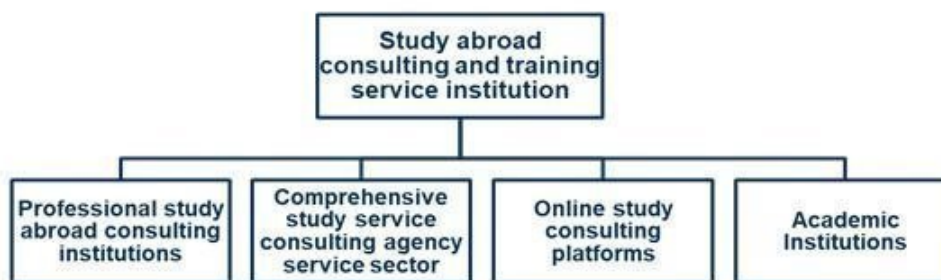 Study abroad
consulting and training
service institution
Professional study
abroad consulting
institutions
Comprehensive
study service
consulting agency
service sector
Online study
consulting
platforms
Academic
Institutions